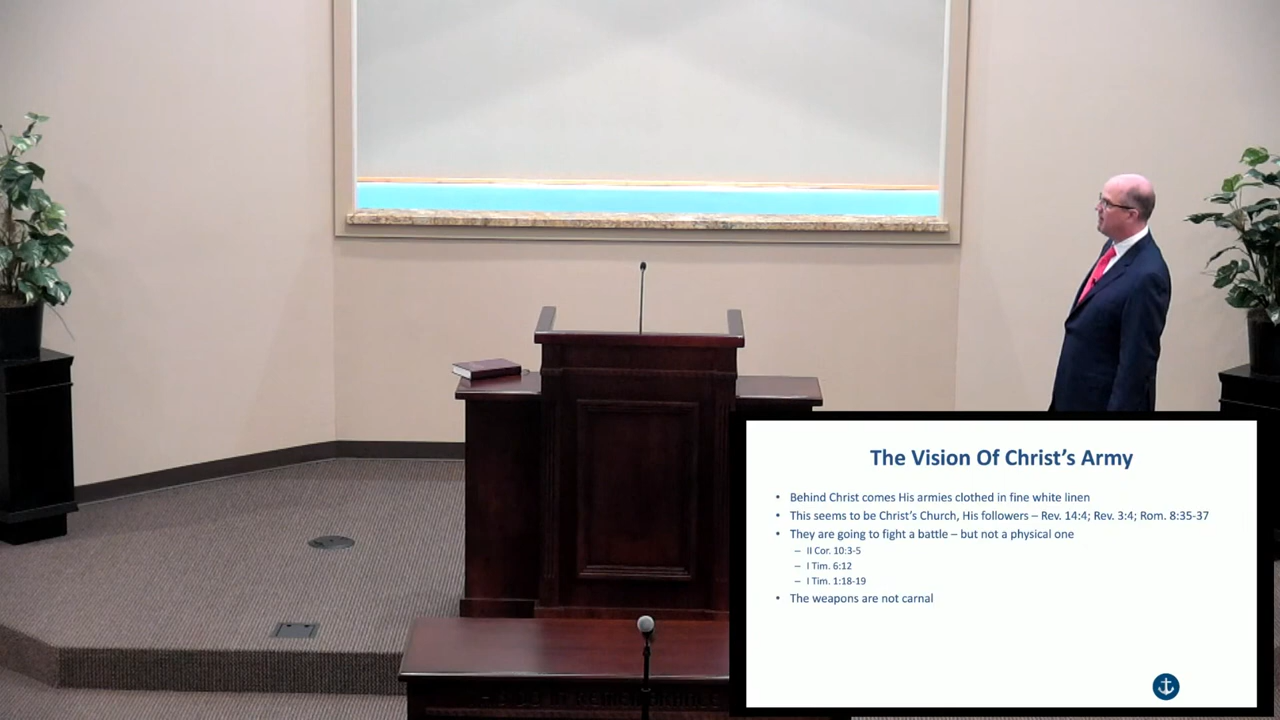 The Vision Of Christ's Army
• Behind Christ comes His armies clothed in fine white linen
• This seems to be Christ's Church, His followers – Rev. 14:4; Rev. 3:4; Rom. 8:35-37
• They are going to fight a battle – but not a physical one
– II Cor. 10:3-5
– I Tim. 6:12
– I Tim. 1:18-19
• The weapons are not carnal